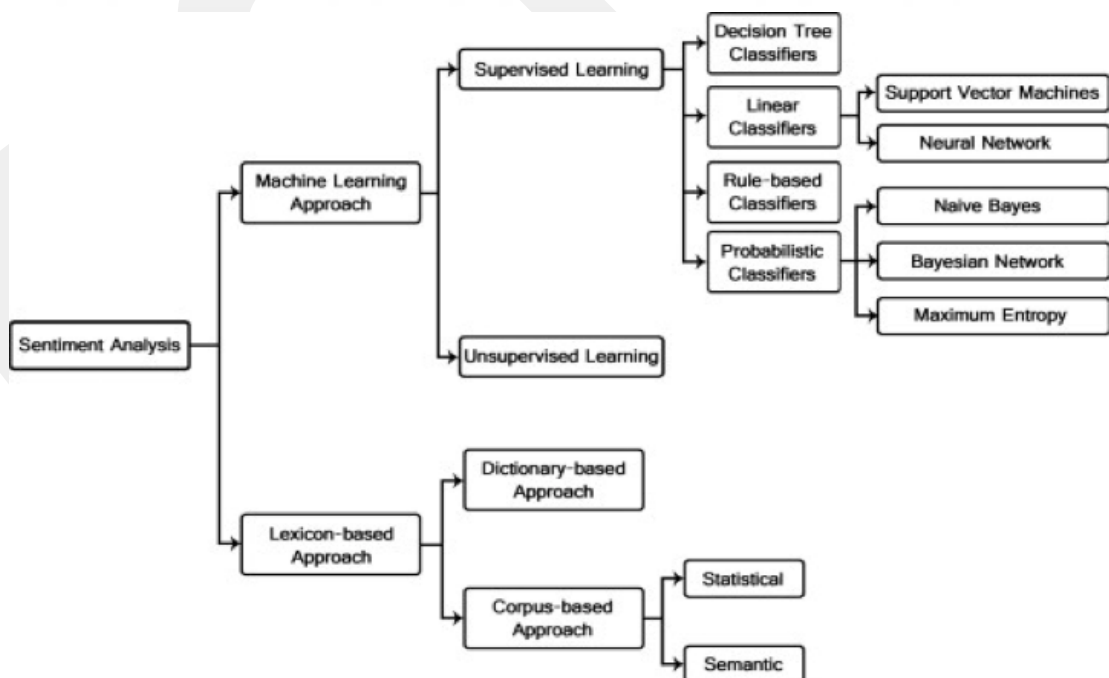 Decision Tree
Classifiers
Supervised Learning
Linear
Classifiers
Support Vector Machines
Neural Network
Machine Learning
Approach
Rule-based
Classifiers
Naive Bayes
Probabilistic
Classifiers
Bayesian Network
Maximum Entropy
Sentiment Analysis
Unsupervised Learning
Dictionary-based
Approach
Lexicon-based
Approach
Statistical
Corpus-based
Approach
Semantic